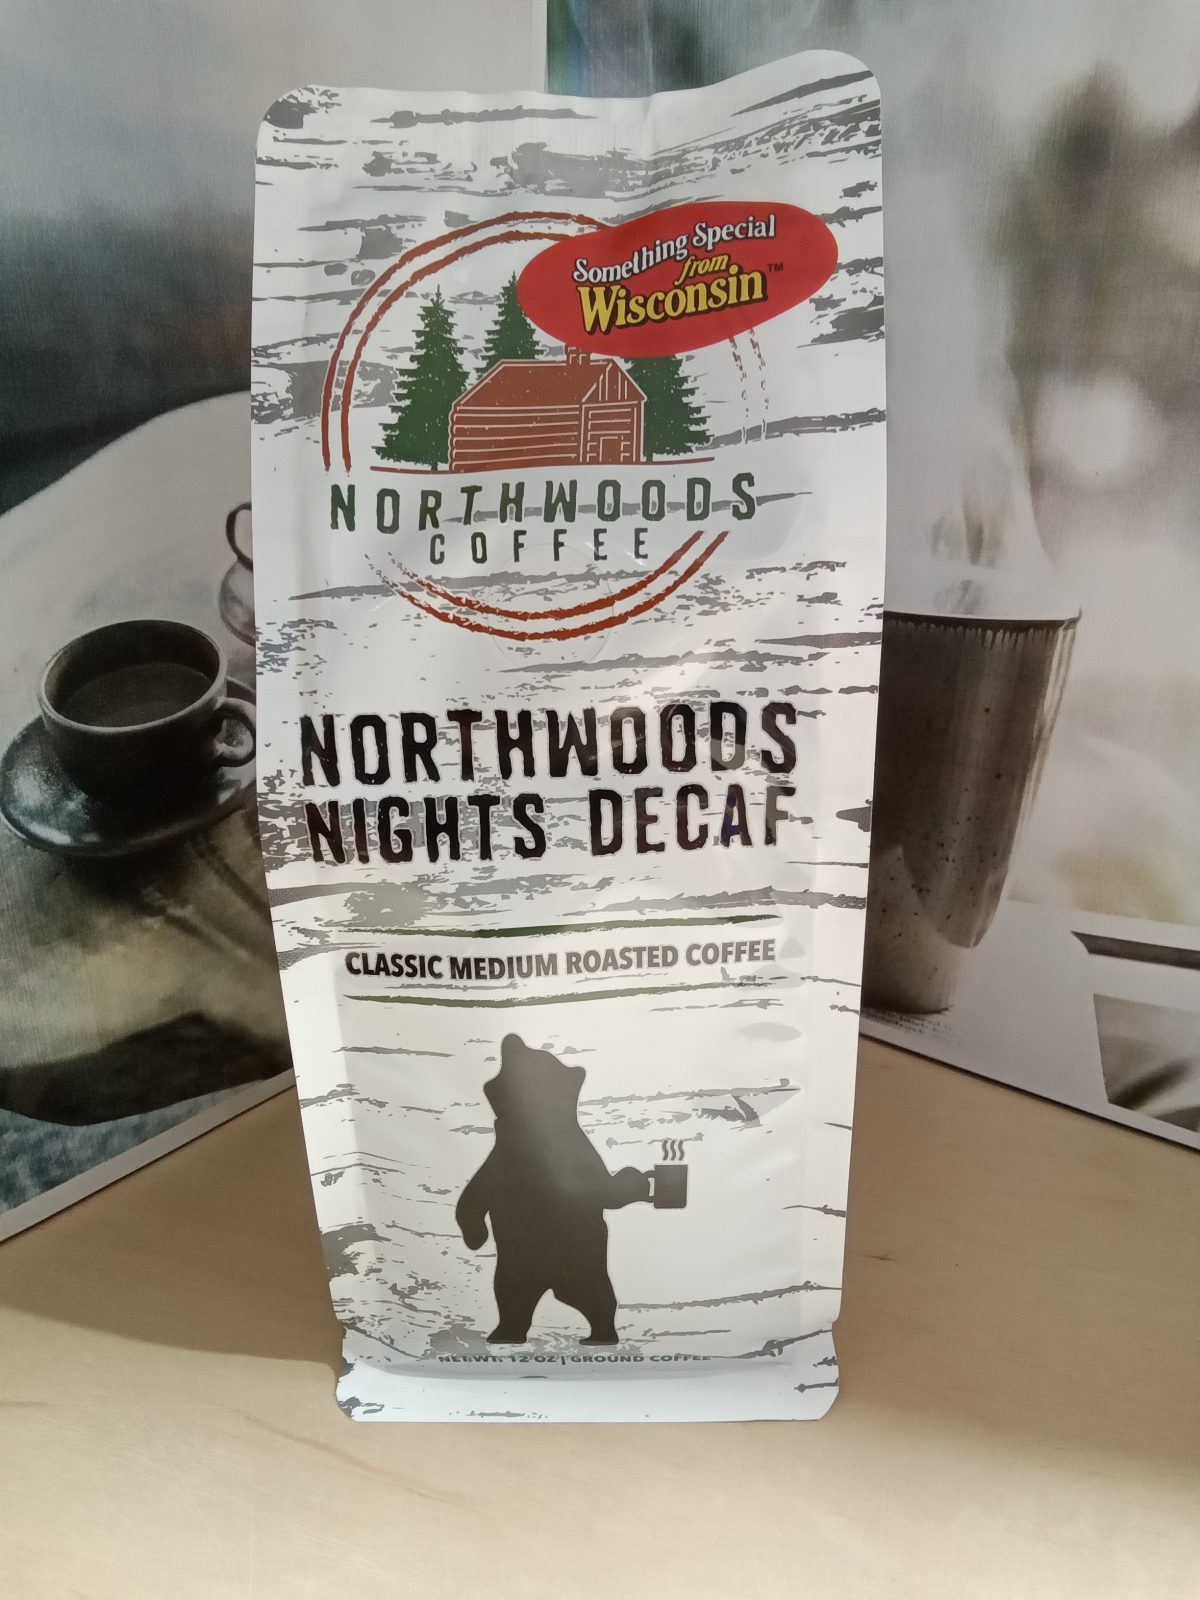 Something Special
from
Wisconsin™
NORTHWOODS
COFFEE
NORTHWOODS
NIGHTS DECAF
CLASSIC MEDIUM ROASTED COFFEE
NET WT. 12 OZ | GROUND COFFEE